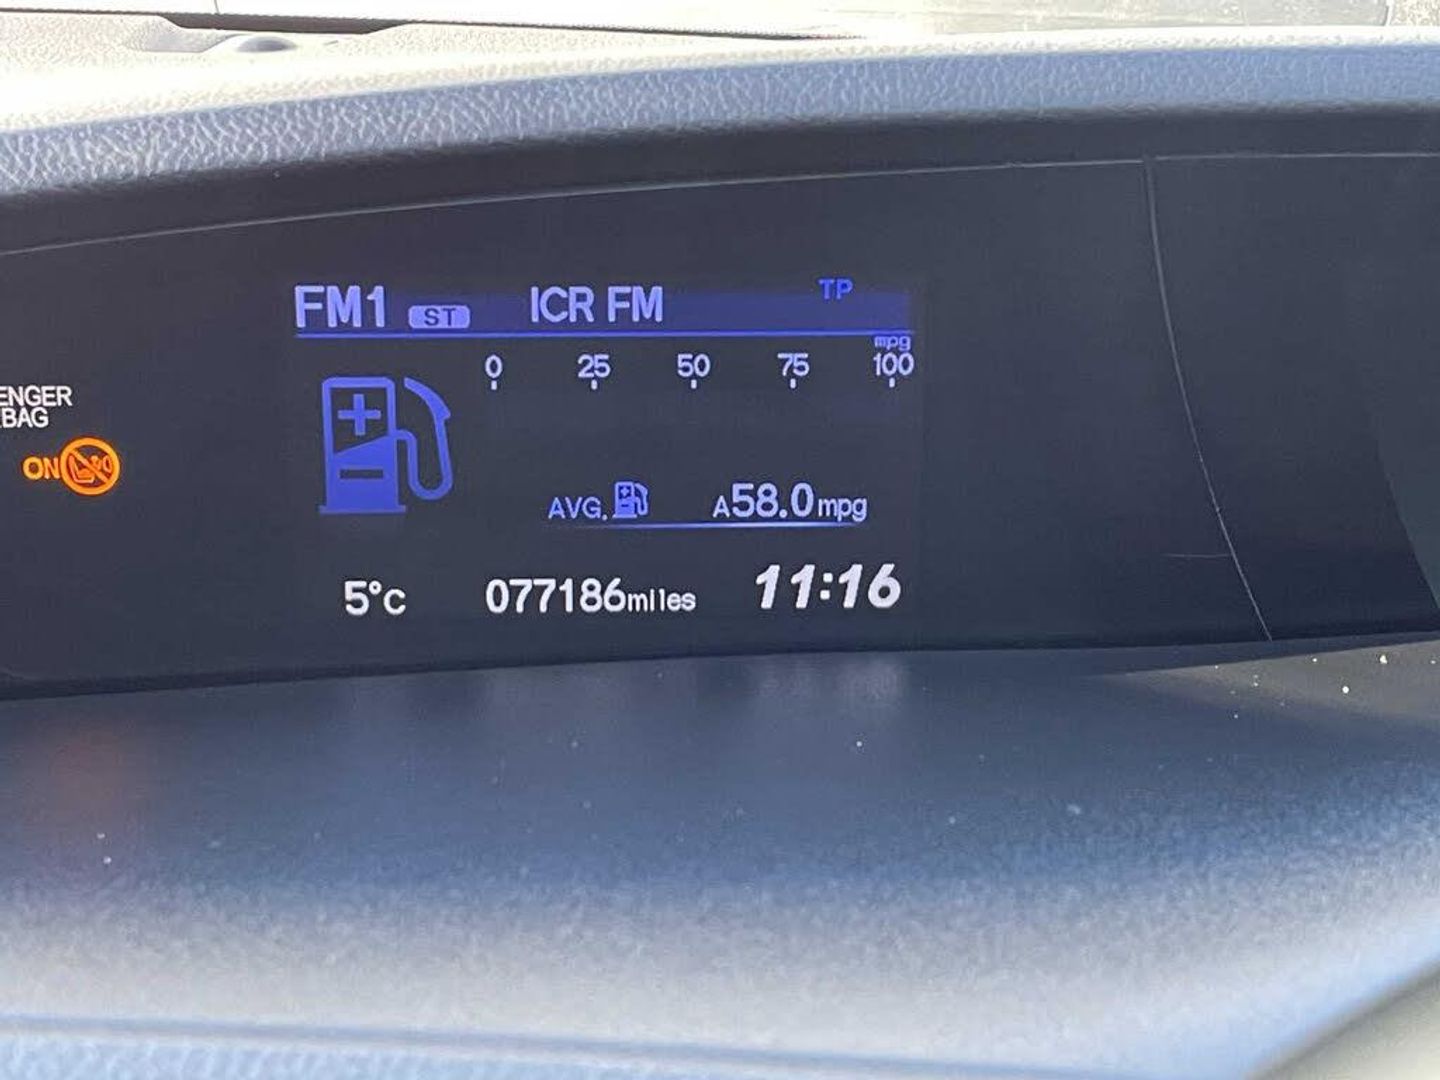 FM1 ST ICR FM TP
mpg
0 25 50 75 100
ENGER
BAG
ON
AVG. A58.0mpg
5°C 077186miles 11:16